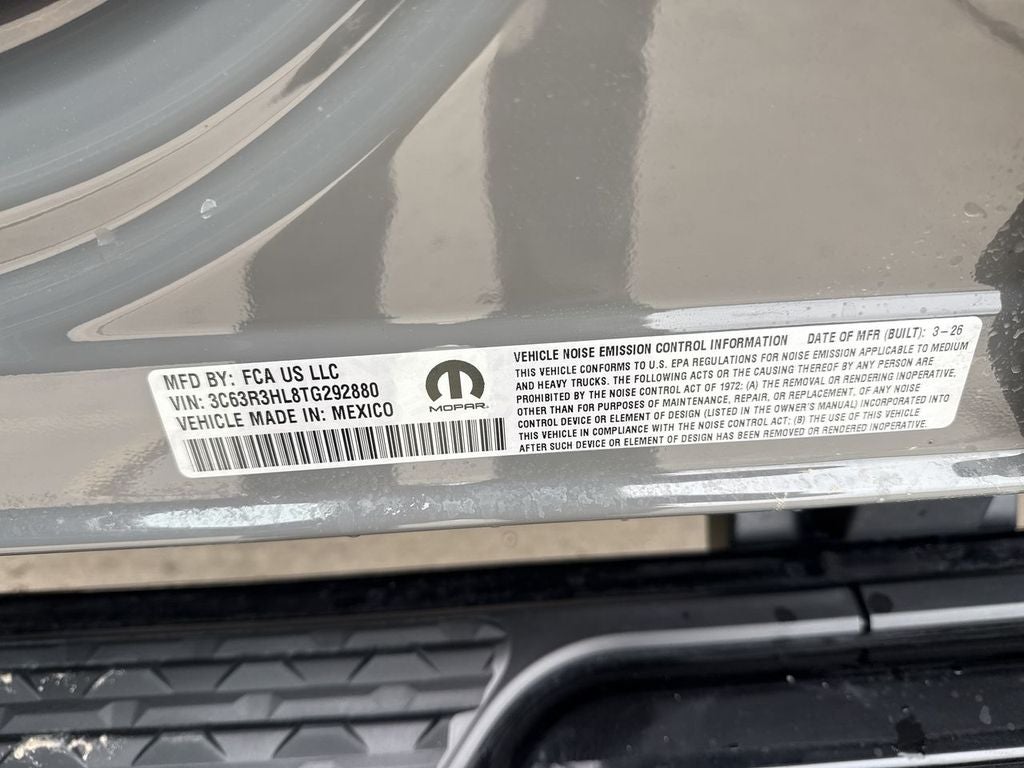 MFD BY: FCA US LLC
VIN: 3C63R3HL8TG292880
VEHICLE MADE IN: MEXICO
MOPAR®
VEHICLE NOISE EMISSION CONTROL INFORMATION DATE OF MFR (BUILT): 3-26
THIS VEHICLE CONFORMS TO U.S. EPA REGULATIONS FOR NOISE EMISSION APPLICABLE TO MEDIUM
AND HEAVY TRUCKS. THE FOLLOWING ACTS OR THE CAUSING THEREOF BY ANY PERSON ARE
PROHIBITED BY THE NOISE CONTROL ACT OF 1972: (A) THE REMOVAL OR RENDERING INOPERATIVE,
OTHER THAN FOR PURPOSES OF MAINTENANCE, REPAIR, OR REPLACEMENT, OF ANY NOISE
CONTROL DEVICE OR ELEMENT OF DESIGN (LISTED IN THE OWNER'S MANUAL) INCORPORATED INTO
THIS VEHICLE IN COMPLIANCE WITH THE NOISE CONTROL ACT; (B) THE USE OF THIS VEHICLE
AFTER SUCH DEVICE OR ELEMENT OF DESIGN HAS BEEN REMOVED OR RENDERED INOPERATIVE.